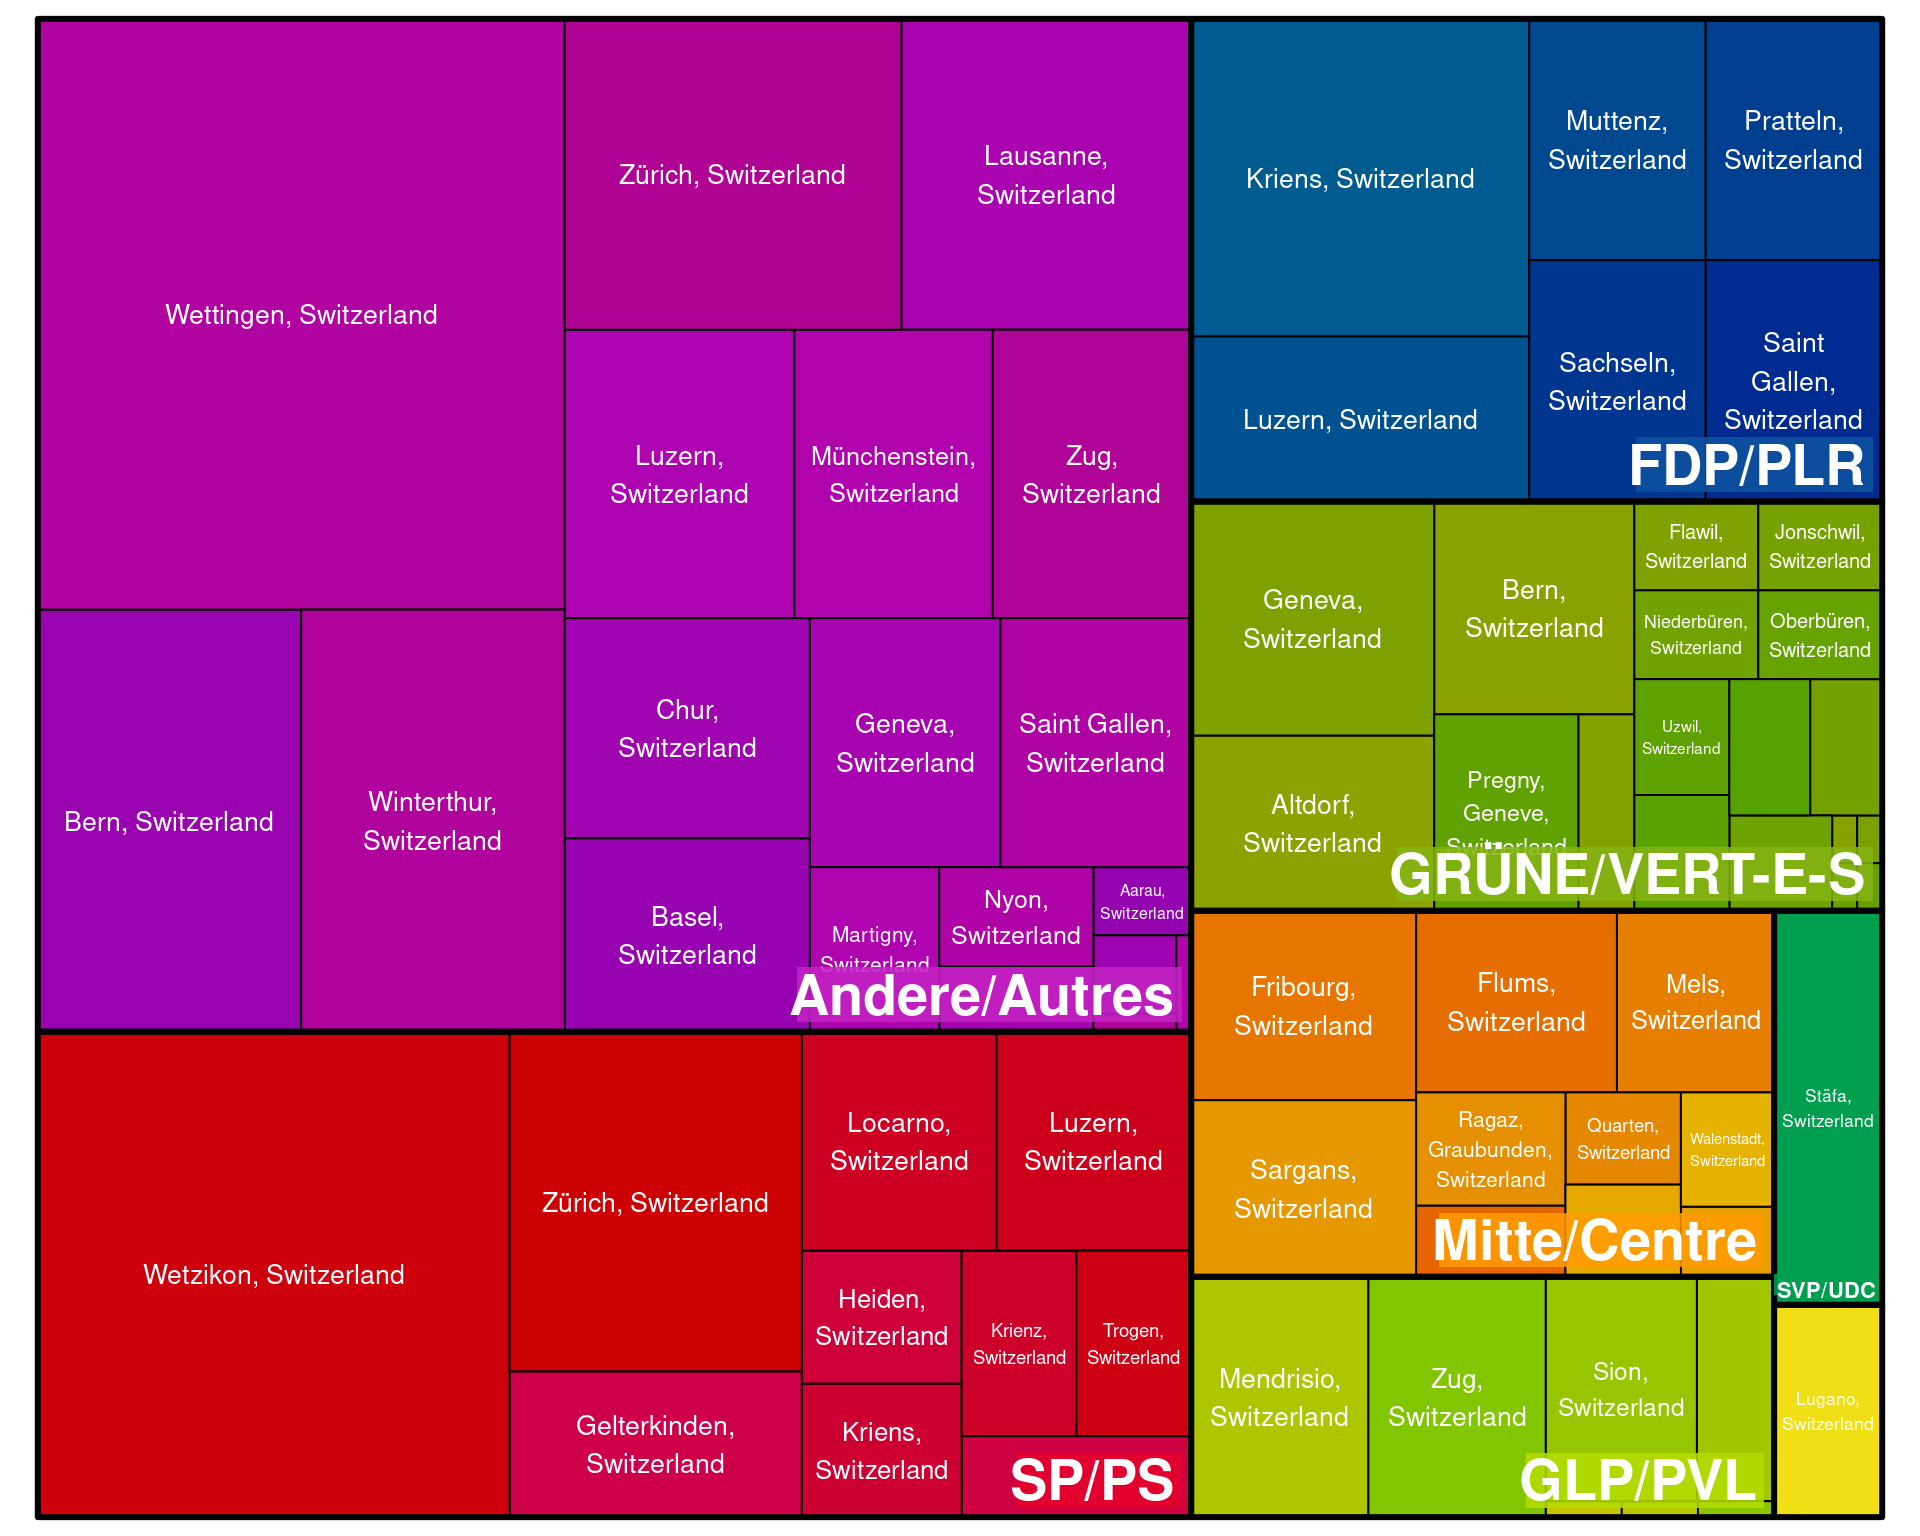 Wettingen, Switzerland
Zürich, Switzerland
Lausanne,
Switzerland
Luzern,
Switzerland
Münchenstein,
Switzerland
Zug,
Switzerland
Bern, Switzerland
Winterthur,
Switzerland
Chur,
Switzerland
Geneva,
Switzerland
Saint Gallen,
Switzerland
Basel,
Switzerland
Martigny,
Switzerland
Nyon,
Switzerland
Aarau,
Switzerland
Andere/Autres
Wetzikon, Switzerland
Zürich, Switzerland
Gelterkinden,
Switzerland
Locarno,
Switzerland
Luzern,
Switzerland
Heiden,
Switzerland
Kriens,
Switzerland
Krienz,
Switzerland
Trogen,
Switzerland
SP/PS
Kriens, Switzerland
Luzern, Switzerland
Muttenz,
Switzerland
Pratteln,
Switzerland
Sachseln,
Switzerland
Saint
Gallen,
Switzerland
FDP/PLR
Geneva,
Switzerland
Altdorf,
Switzerland
Bern,
Switzerland
Pregny,
Geneve,
Switzerland
Flawil,
Switzerland
Jonschwil,
Switzerland
Niederbüren,
Switzerland
Oberbüren,
Switzerland
Uzwil,
Switzerland
GRÜNE/VERT-E-S
Fribourg,
Switzerland
Sargans,
Switzerland
Flums,
Switzerland
Mels,
Switzerland
Ragaz,
Graubunden,
Switzerland
Quarten,
Switzerland
Walenstadt,
Switzerland
Mitte/Centre
Stäfa,
Switzerland
SVP/UDC
Mendrisio,
Switzerland
Zug,
Switzerland
Sion,
Switzerland
GLP/PVL
Lugano,
Switzerland